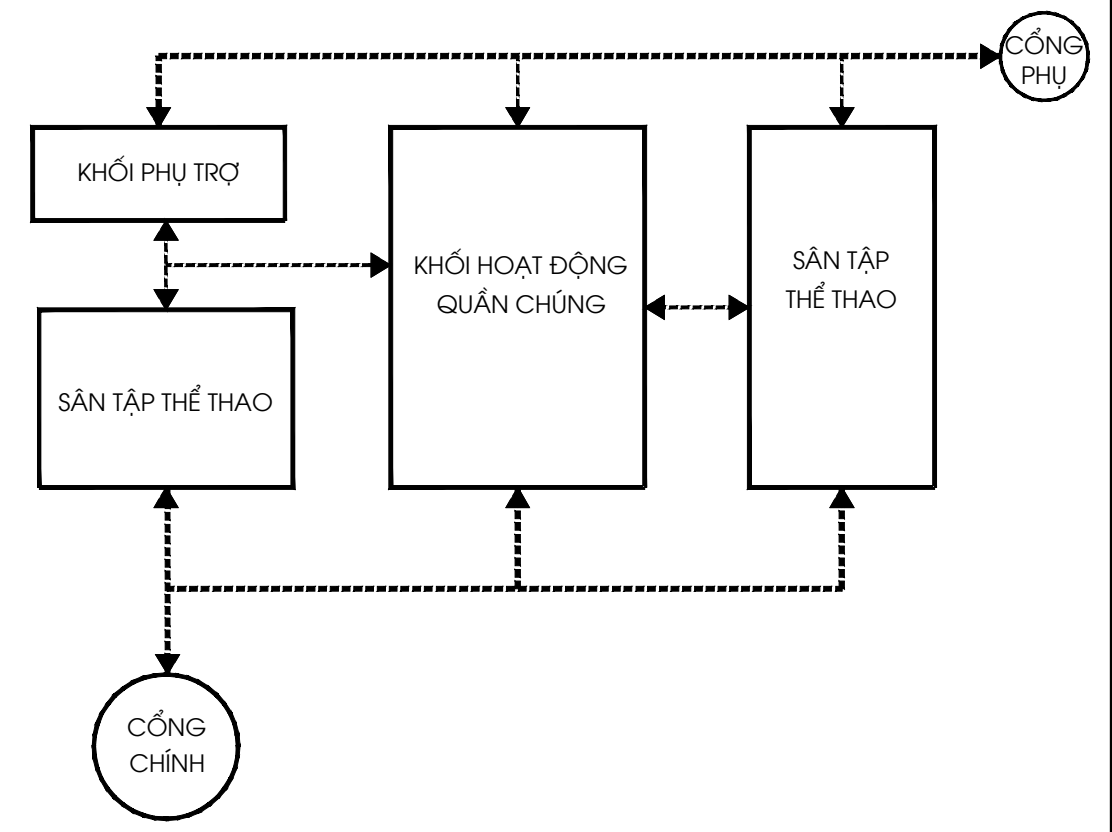 CỔNG
PHỤ
KHỐI PHỤ TRỢ
KHỐI HOẠT ĐỘNG
QUẦN CHÚNG
SÂN TẬP
THỂ THAO
SÂN TẬP THỂ THAO
CỔNG
CHÍNH